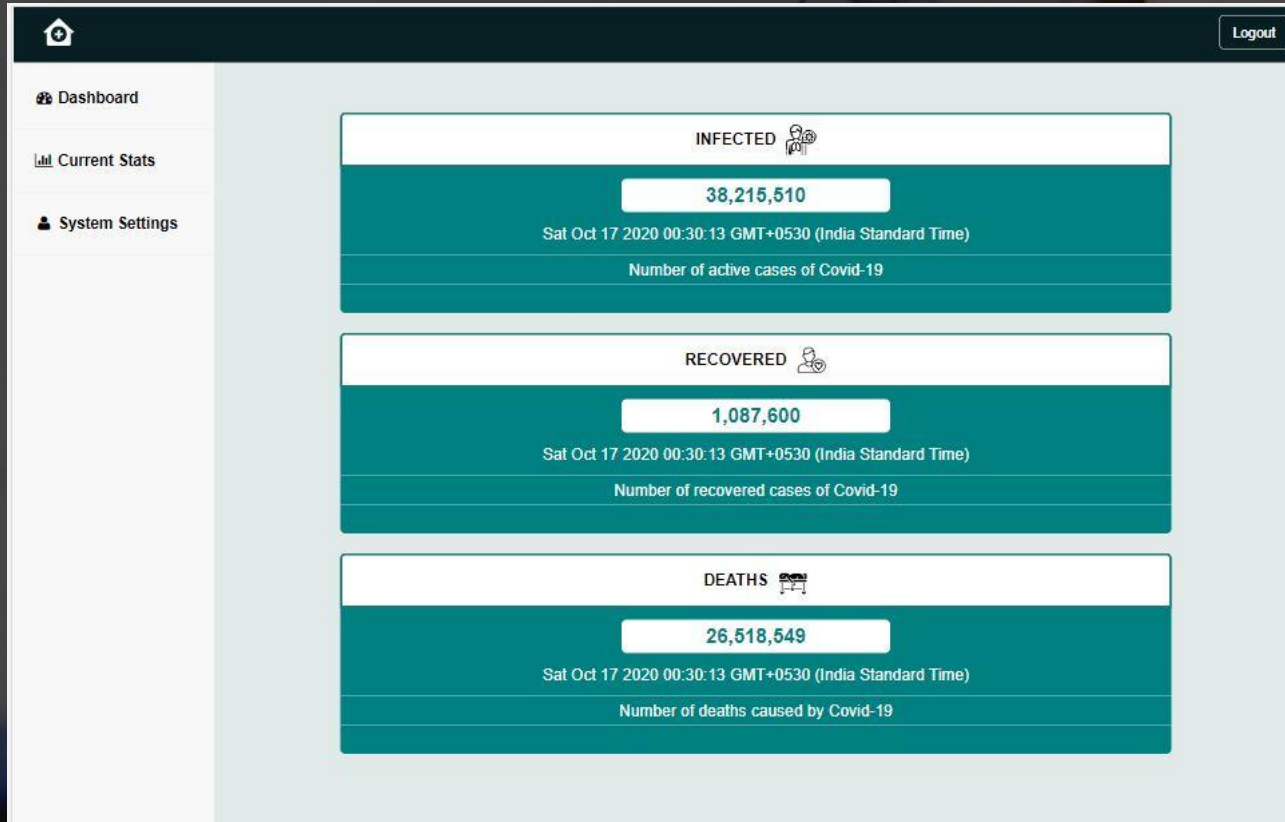 Logout
Dashboard
Current Stats
System Settings
INFECTED
38,215,510
Sat Oct 17 2020 00:30:13 GMT+0530 (India Standard Time)
Number of active cases of Covid-19
RECOVERED
1,087,600
Sat Oct 17 2020 00:30:13 GMT+0530 (India Standard Time)
Number of recovered cases of Covid-19
DEATHS
26,518,549
Sat Oct 17 2020 00:30:13 GMT+0530 (India Standard Time)
Number of deaths caused by Covid-19